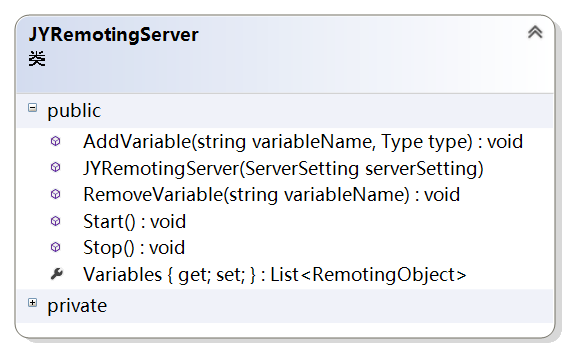 JYRemotingServer
类
public
AddVariable(string variableName, Type type) : void
JYRemotingServer(ServerSetting serverSetting)
RemoveVariable(string variableName) : void
Start() : void
Stop() : void
Variables { get; set; } : List<RemotingObject>
private